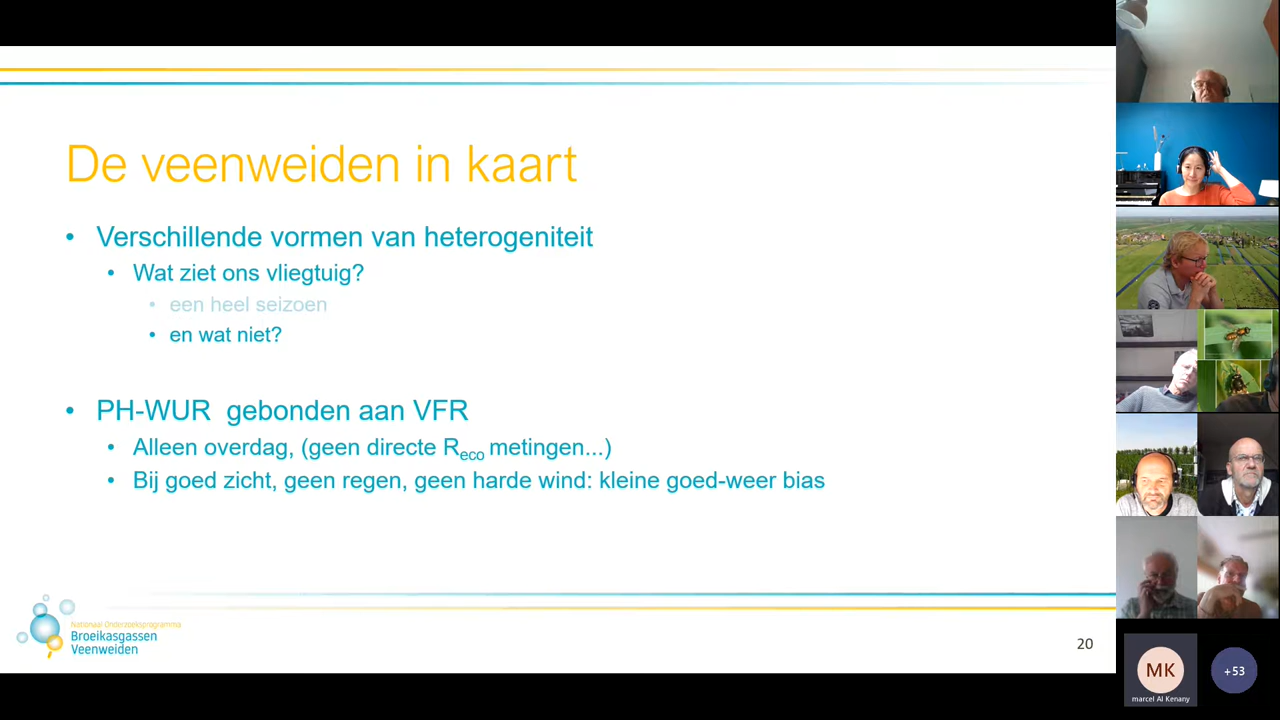 De veenweiden in kaart
• Verschillende vormen van heterogeniteit
• Wat ziet ons vliegtuig?
• een heel seizoen
• en wat niet?
• PH-WUR gebonden aan VFR
• Alleen overdag, (geen directe Reco metingen...)
• Bij goed zicht, geen regen, geen harde wind: kleine goed-weer bias
Nationaal Onderzoeksprogramma
Broeikasgassen
Veenweiden
20
MK
marcel Al Kenany
+53